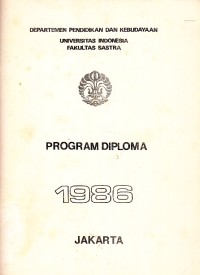 DEPARTEMEN PENDIDIKAN DAN KEBUDAYAAN
UNIVERSITAS INDONESIA
FAKULTAS SASTRA
PROGRAM DIPLOMA
1986
JAKARTA